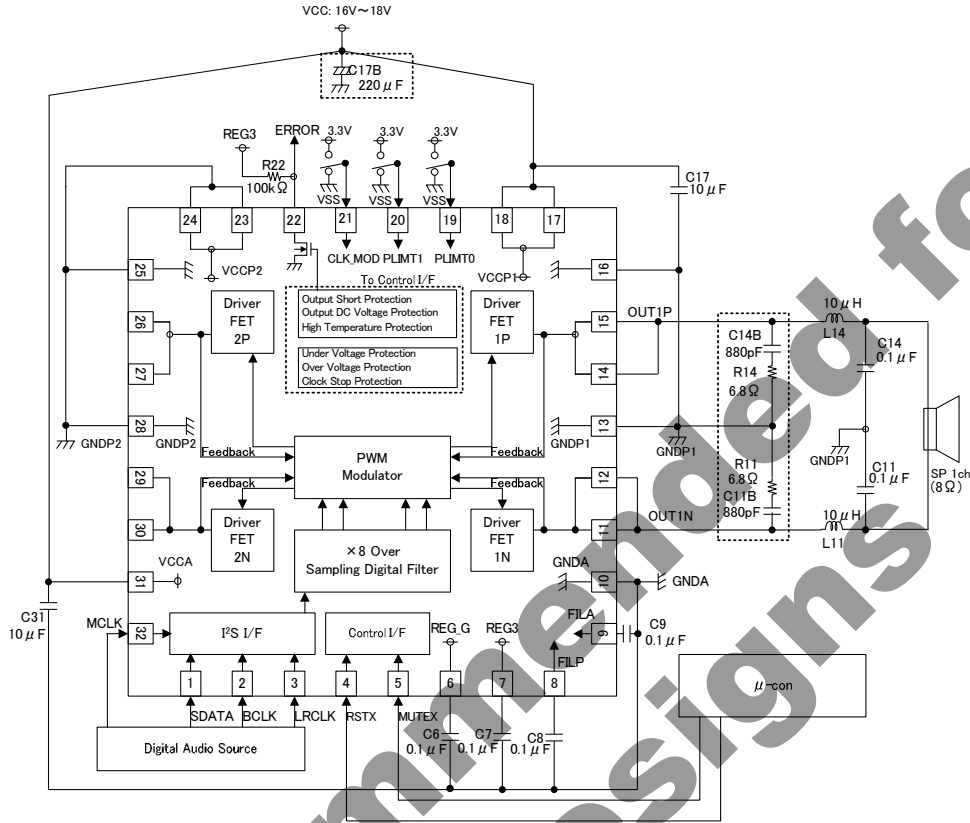 VCC: 16V～18V
C17B
220μF
REG3
ERROR
3.3V
3.3V
3.3V
R22
100kΩ
VSS
VSS
VSS
C17
10μF
24
23
22
21
20
19
18
17
CLK_MOD
PLIMT1
PLIMT0
VCCP2
VCCP1
25
16
To Control I/F
Output Short Protection
Output DC Voltage Protection
High Temperature Protection
Under Voltage Protection
Over Voltage Protection
Clock Stop Protection
Driver
FET
2P
Driver
FET
1P
26
27
28
15
14
13
OUT1P
10μH
L14
C14B
880pF
R14
6.8Ω
C14
0.1μF
GNDP2
GNDP2
GNDP1
GNDP1
GNDP1
Feedback
Feedback
Feedback
Feedback
PWM
Modulator
R11
6.8Ω
C11B
880pF
C11
0.1μF
SP 1ch
(8Ω)
29
30
12
11
OUT1N
10μH
L11
Driver
FET
2N
Driver
FET
1N
×8 Over
Sampling Digital Filter
VCCA
31
10
GNDA
C31
10μF
MCLK
32
I²S I/F
Control I/F
REG_G
REG3
FILA
9
C9
0.1μF
FILP
1
2
3
4
5
6
7
8
μ-con
SDATA
BCLK
LRCLK
RSTX
MUTEX
C6
0.1μF
C7
0.1μF
C8
0.1μF
Digital Audio Source
mmended fo
esigns